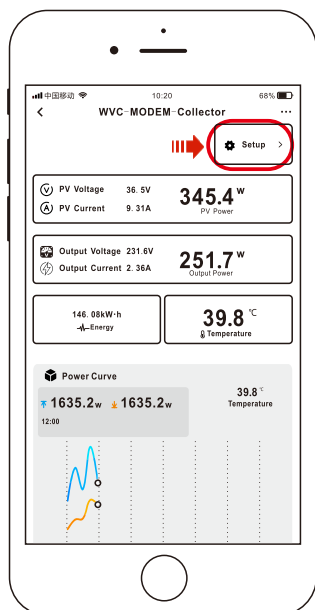 中国移动 10:20 68%
< WVC-MODEM-Collector ...
Setup >
V PV Voltage 36. 5V
345.4 W
A PV Current 9. 31A
PV Power
Output Voltage 231.6V
251.7 W
Output Current 2. 36A
Output Power
146. 08kW·h
Energy
39.8 ℃
Temperature
Power Curve
1635.2w 1635.2w
12:00
39.8 ℃
Temperature